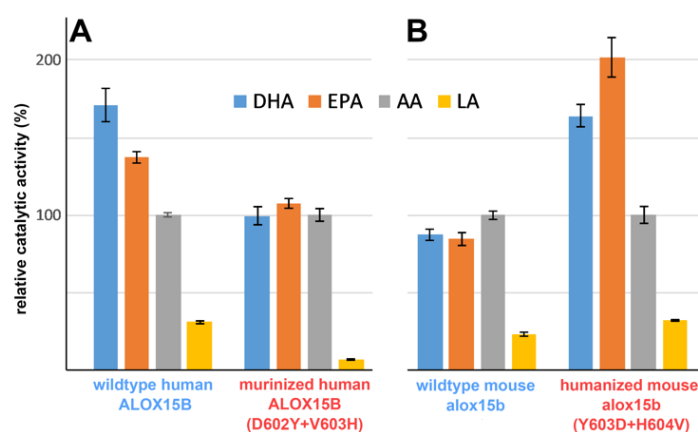 A
B
200
DHA
EPA
AA
LA
relative catalytic activity (%)
100
wildtype human
ALOX15B
murinized human
ALOX15B
(D602Y+V603H)
wildtype mouse
alox15b
humanized mouse
alox15b
(Y603D+H604V)